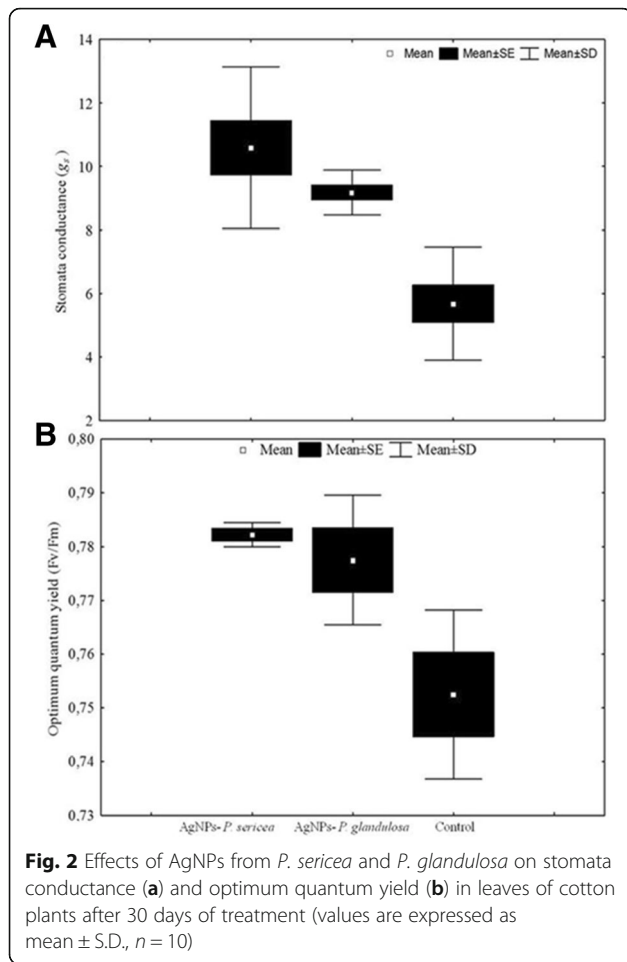 A
14
Mean Mean±SE Mean±SD
12
10
8
6
4
2
Stomata conductance (gs)
B
0,80
Mean Mean±SE Mean±SD
0,79
0,78
0,77
0,76
0,75
0,74
0,73
Optimum quantum yield (Fv/Fm)
AgNPs-P. sericea AgNPs-P. glandulosa Control
Fig. 2 Effects of AgNPs from P. sericea and P. glandulosa on stomata
conductance (a) and optimum quantum yield (b) in leaves of cotton
plants after 30 days of treatment (values are expressed as
mean ± S.D., n = 10)